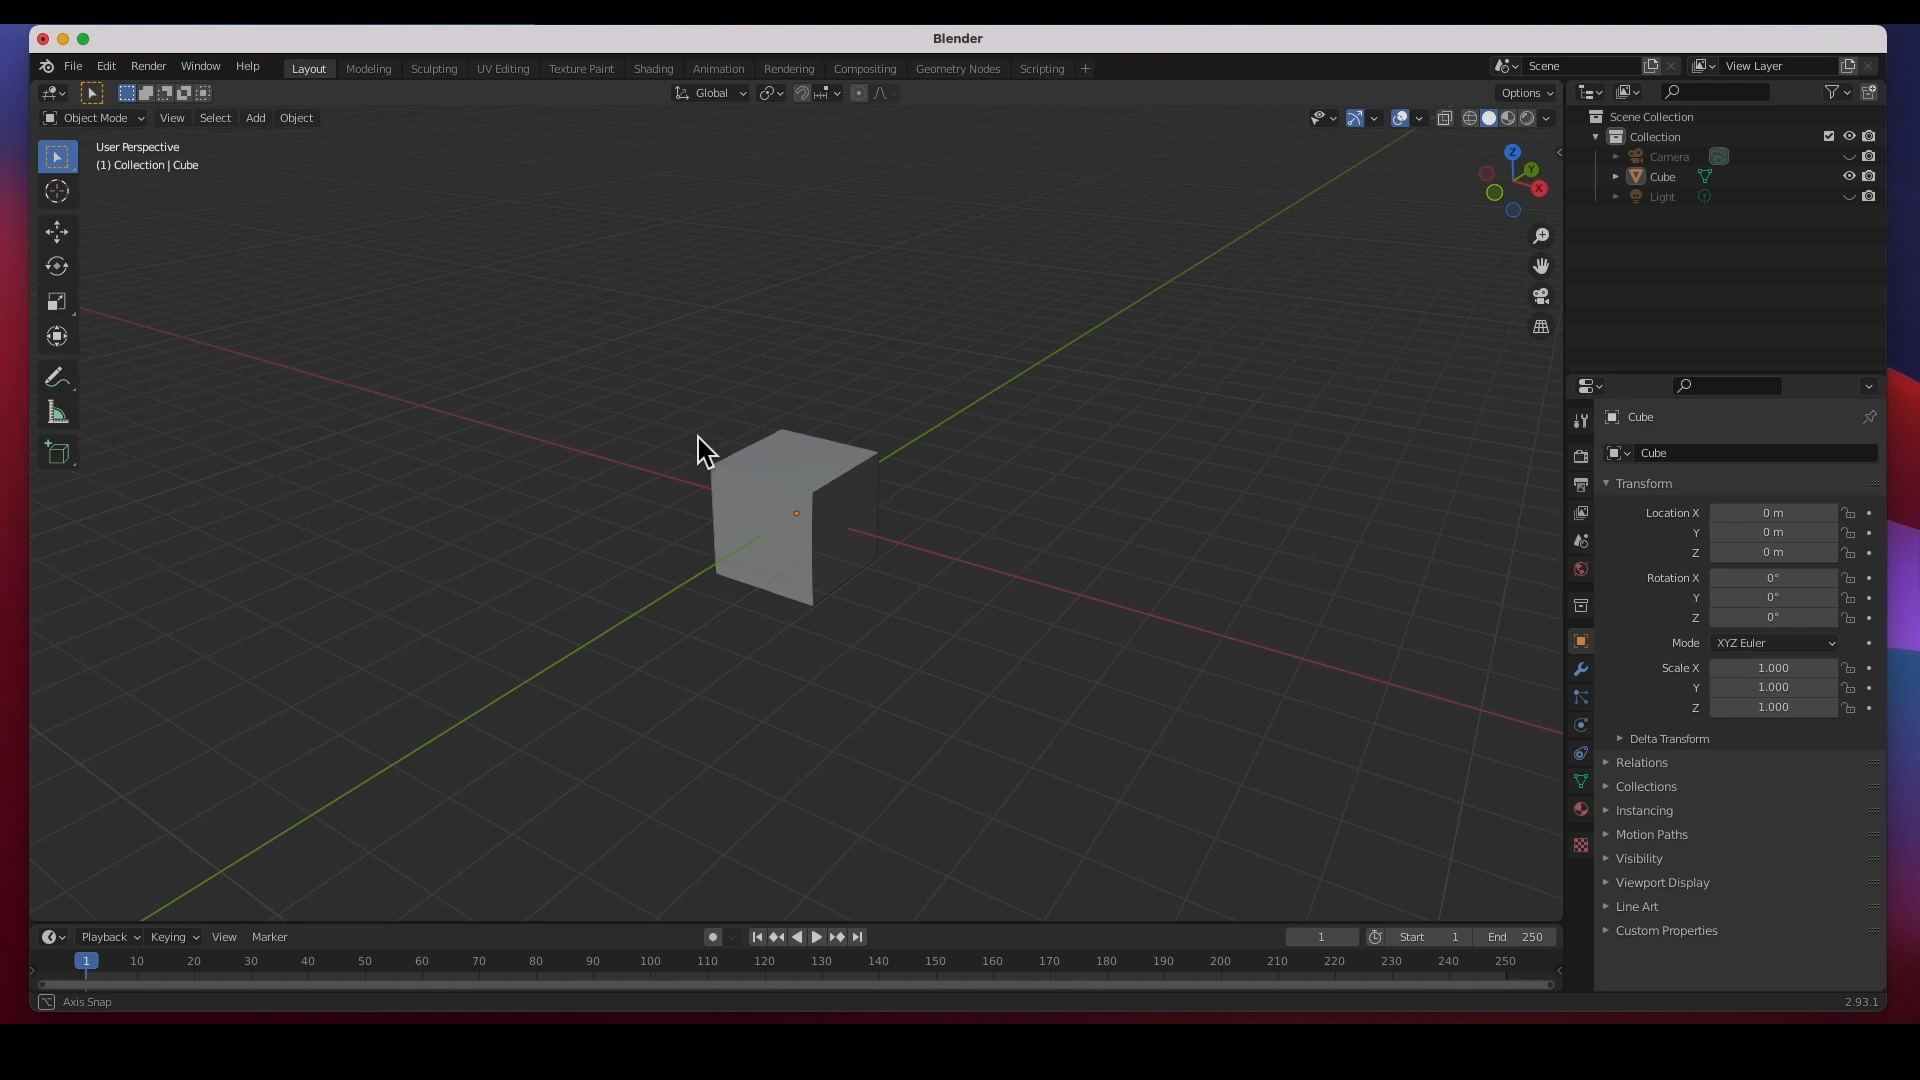 Blender
File Edit Render Window Help Layout Modeling Sculpting UV Editing Texture Paint Shading Animation Rendering Compositing Geometry Nodes Scripting + Scene View Layer
Global Options
Object Mode View Select Add Object
User Perspective
(1) Collection | Cube
Z
Y
X
Scene Collection
Collection
Camera
Cube
Light
Cube
Cube
Transform
Location X 0 m
Y 0 m
Z 0 m
Rotation X 0°
Y 0°
Z 0°
Mode XYZ Euler
Scale X 1.000
Y 1.000
Z 1.000
Delta Transform
Relations
Collections
Instancing
Motion Paths
Visibility
Viewport Display
Line Art
Custom Properties
Playback Keying View Marker 1 Start 1 End 250
1 10 20 30 40 50 60 70 80 90 100 110 120 130 140 150 160 170 180 190 200 210 220 230 240 250
Axis Snap 2.93.1